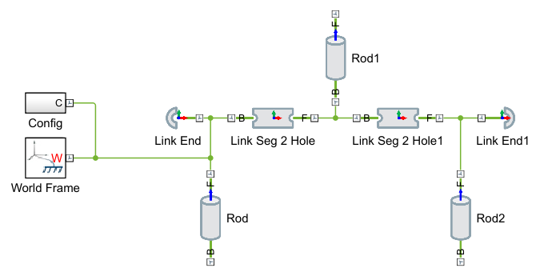 F
Rod1
B
C
Config
B
F
B
F
Link End
Link Seg 2 Hole
Link Seg 2 Hole1
Link End1
W
World Frame
F
F
Rod
Rod2
B
B